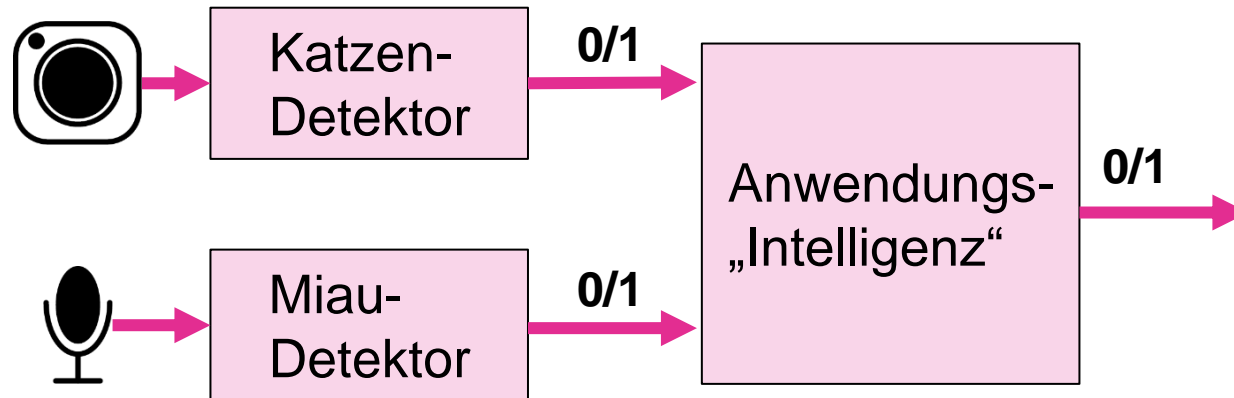 Katzen-
Detektor
0/1
Miau-
Detektor
0/1
Anwendungs-
„Intelligenz“
0/1